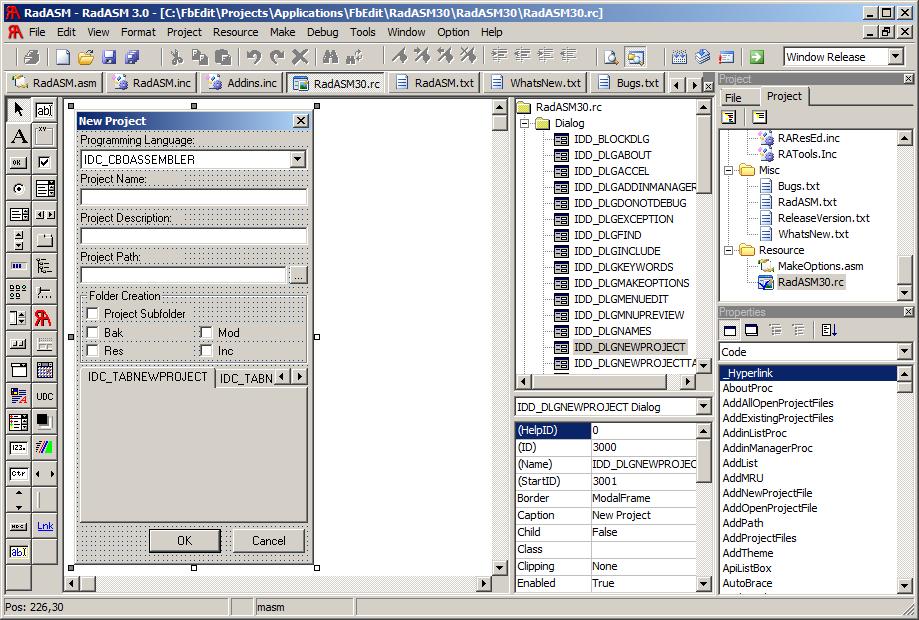 RadASM - RadASM - 3.0 - [C:\FbEdit\Projects\Applications\FbEdit\RadASM30\RadASM30\RadASM30.rc]
File Edit View Format Project Resource Make Debug Tools Window Option Help
Window Release
RadASM.asm RadASM.inc Addins.inc RadASM30.rc RadASM.txt WhatsNew.txt Bugs.txt
New Project
Programming Language:
IDC_CBOASSEMBLER
Project Name:
Project Description:
Project Path:
...
Folder Creation
Project Subfolder
Bak Mod
Res Inc
IDC_TABNEWPROJECT IDC_TABN
OK Cancel
A
OK
UDC
123.
Ctr
Lnk
RadASM30.rc
Dialog
IDD_BLOCKDLG
IDD_DLGABOUT
IDD_DLGACCEL
IDD_DLGADDINMANAGER
IDD_DLGDONOTDEBUG
IDD_DLGEXCEPTION
IDD_DLGFIND
IDD_DLGINCLUDE
IDD_DLGKEYWORDS
IDD_DLGMAKEOPTIONS
IDD_DLGMENUEDIT
IDD_DLGMNUPREVIEW
IDD_DLGNAMES
IDD_DLGNEWPROJECT
IDD_DLGNEWPROJECTTA
IDD_DLGNEWPROJECT Dialog
(HelpID) 0
(ID) 3000
(Name) IDD_DLGNEWPROJEC
(StartID) 3001
Border ModalFrame
Caption New Project
Child False
Class
Clipping None
Enabled True
Project
File Project
RAResEd.inc
RATools.Inc
Misc
Bugs.txt
RadASM.txt
ReleaseVersion.txt
WhatsNew.txt
Resource
MakeOptions.asm
RadASM30.rc
Properties
Code
_Hyperlink
AboutProc
AddAllOpenProjectFiles
AddExistingProjectFiles
AddinListProc
AddinManagerProc
AddList
AddMRU
AddNewProjectFile
AddOpenProjectFile
AddPath
AddProjectFiles
AddTheme
ApiListBox
AutoBrace
Pos: 226,30 masm